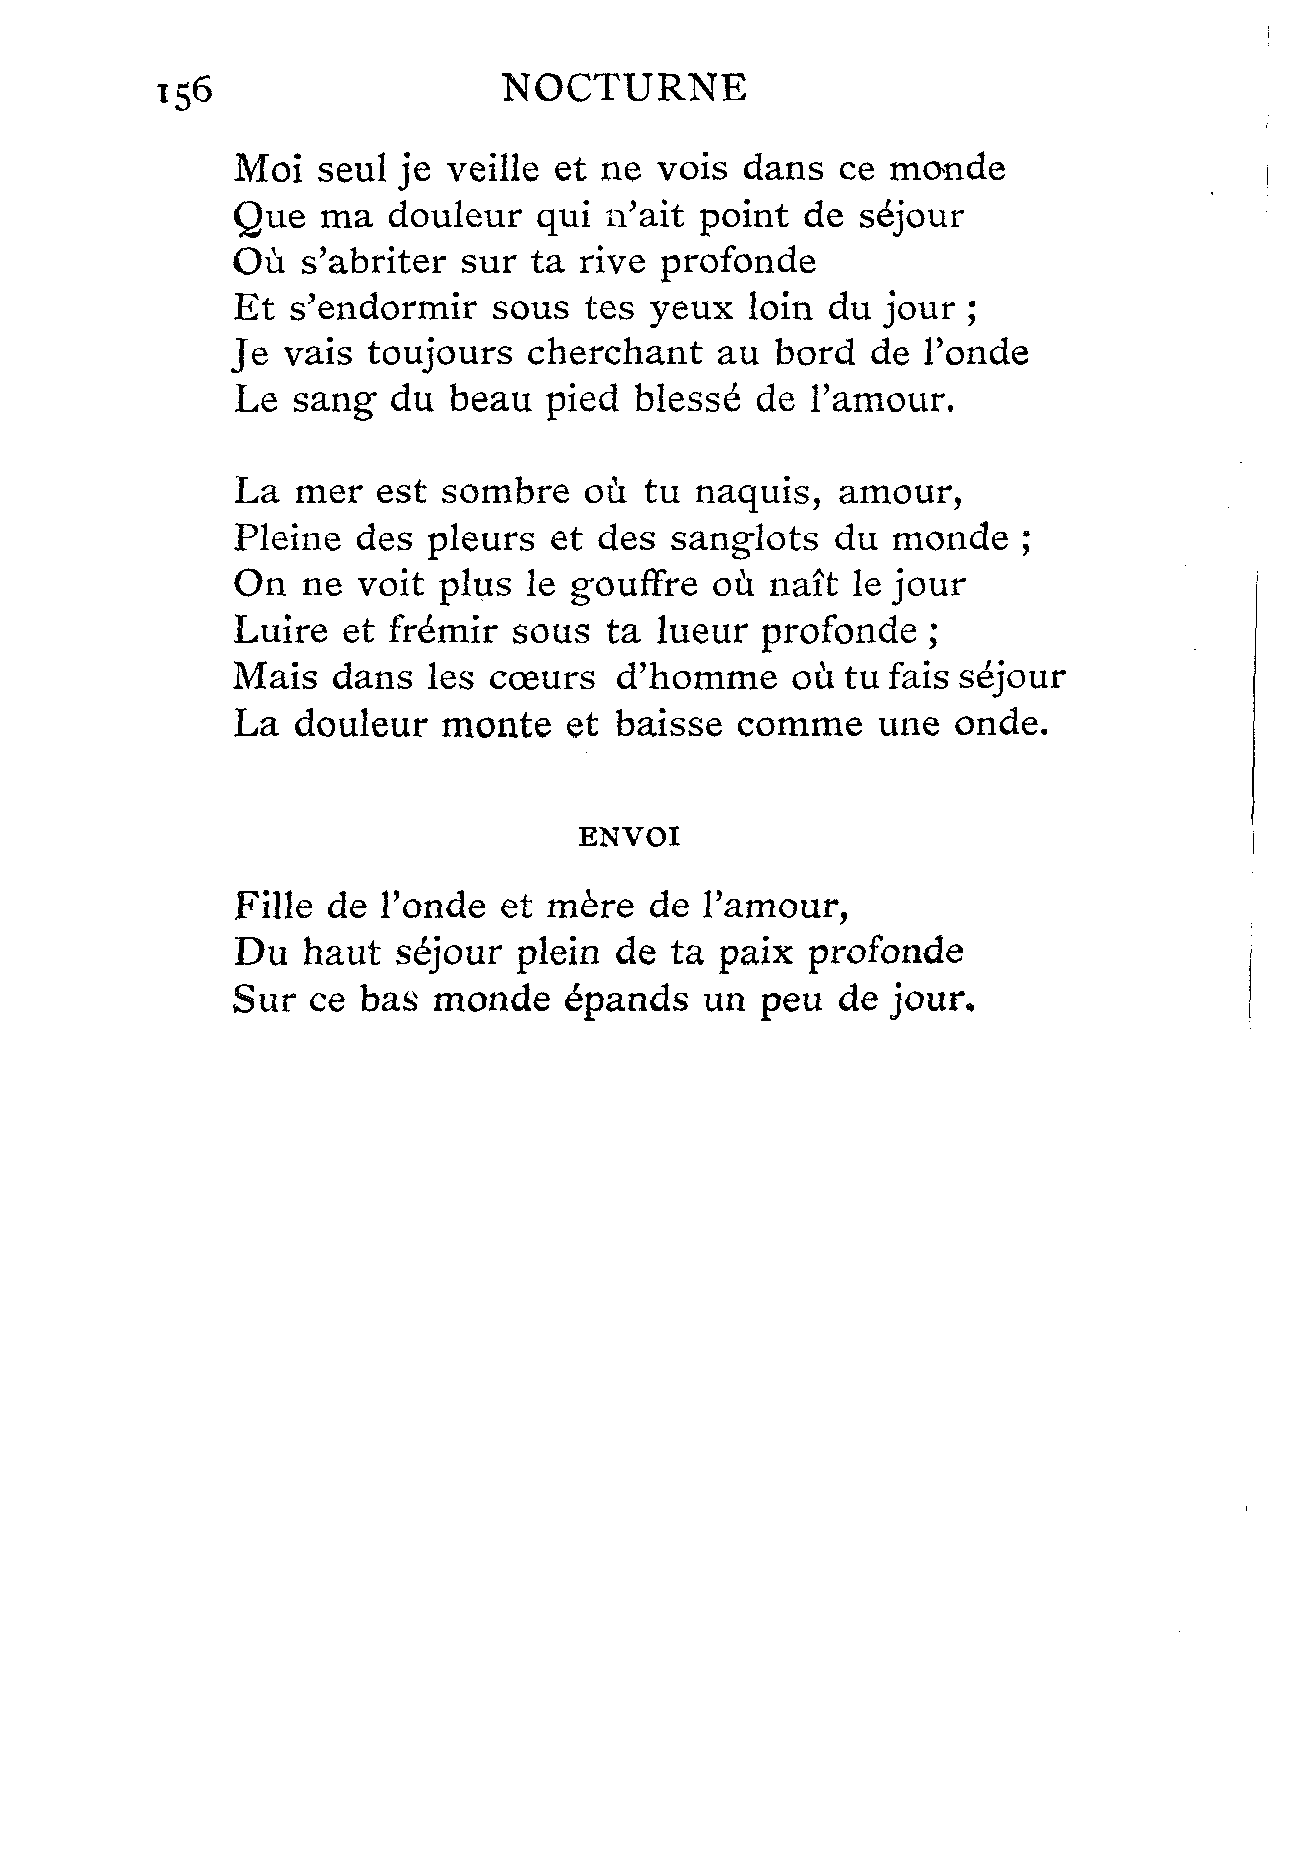 156 NOCTURNE
Moi seul je veille et ne vois dans ce monde
Que ma douleur qui n’ait point de séjour
Où s’abriter sur ta rive profonde
Et s’endormir sous tes yeux loin du jour ;
Je vais toujours cherchant au bord de l’onde
Le sang du beau pied blessé de l’amour.
La mer est sombre où tu naquis, amour,
Pleine des pleurs et des sanglots du monde ;
On ne voit plus le gouffre où naît le jour
Luire et frémir sous ta lueur profonde ;
Mais dans les cœurs d’homme où tu fais séjour
La douleur monte et baisse comme une onde.
ENVOI
Fille de l’onde et mère de l’amour,
Du haut séjour plein de ta paix profonde
Sur ce bas monde épands un peu de jour.